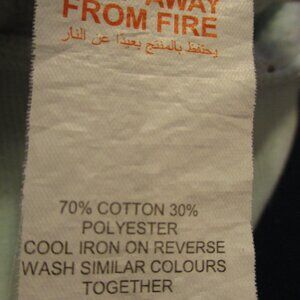 AWAY
FROM FIRE
يحتفظ بالمنتج بعيدًا عن النار
70% COTTON 30%
POLYESTER
COOL IRON ON REVERSE
WASH SIMILAR COLOURS
TOGETHER